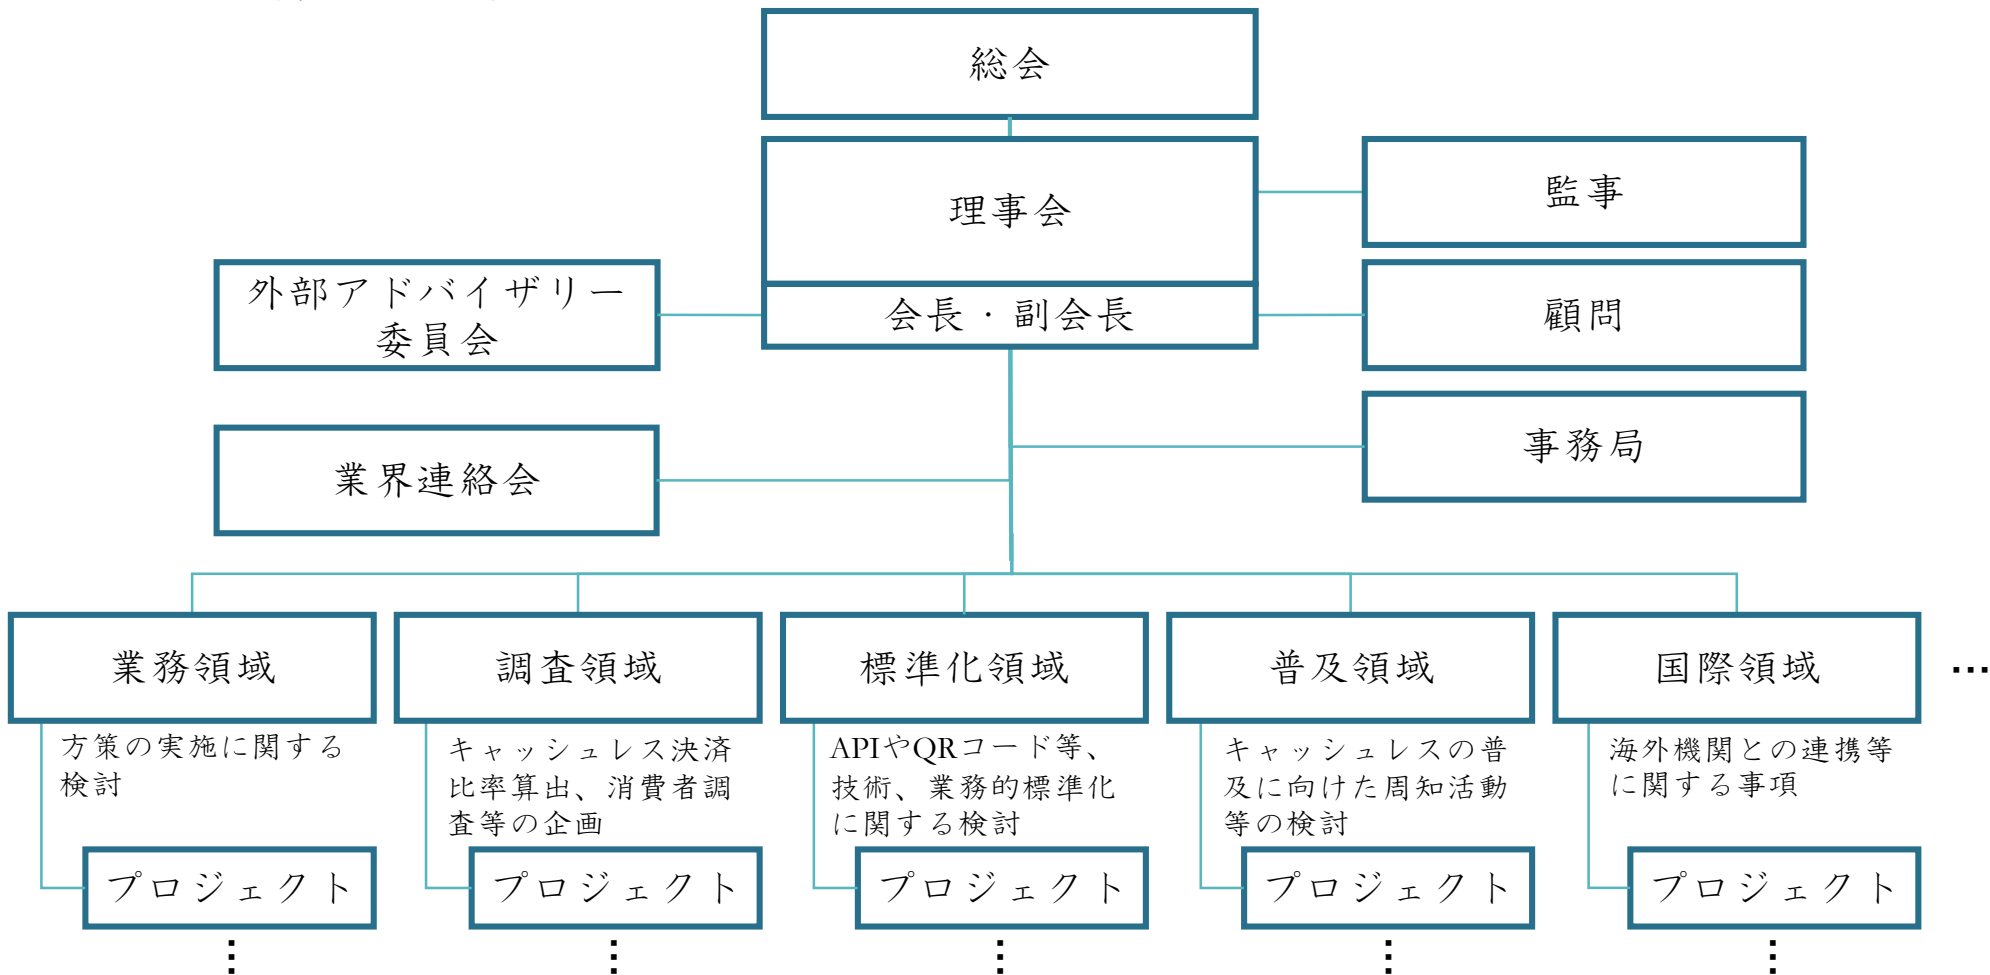 総会
理事会
監事
外部アドバイザリー
委員会
会長・副会長
顧問
業界連絡会
事務局
業務領域
調査領域
標準化領域
普及領域
国際領域
…
方策の実施に関する
検討
キャッシュレス決済
比率算出、消費者調
査等の企画
APIやQRコード等、
技術、業務的標準化
に関する検討
キャッシュレスの普
及に向けた周知活動
等の検討
海外機関との連携等
に関する事項
プロジェクト
プロジェクト
プロジェクト
プロジェクト
プロジェクト